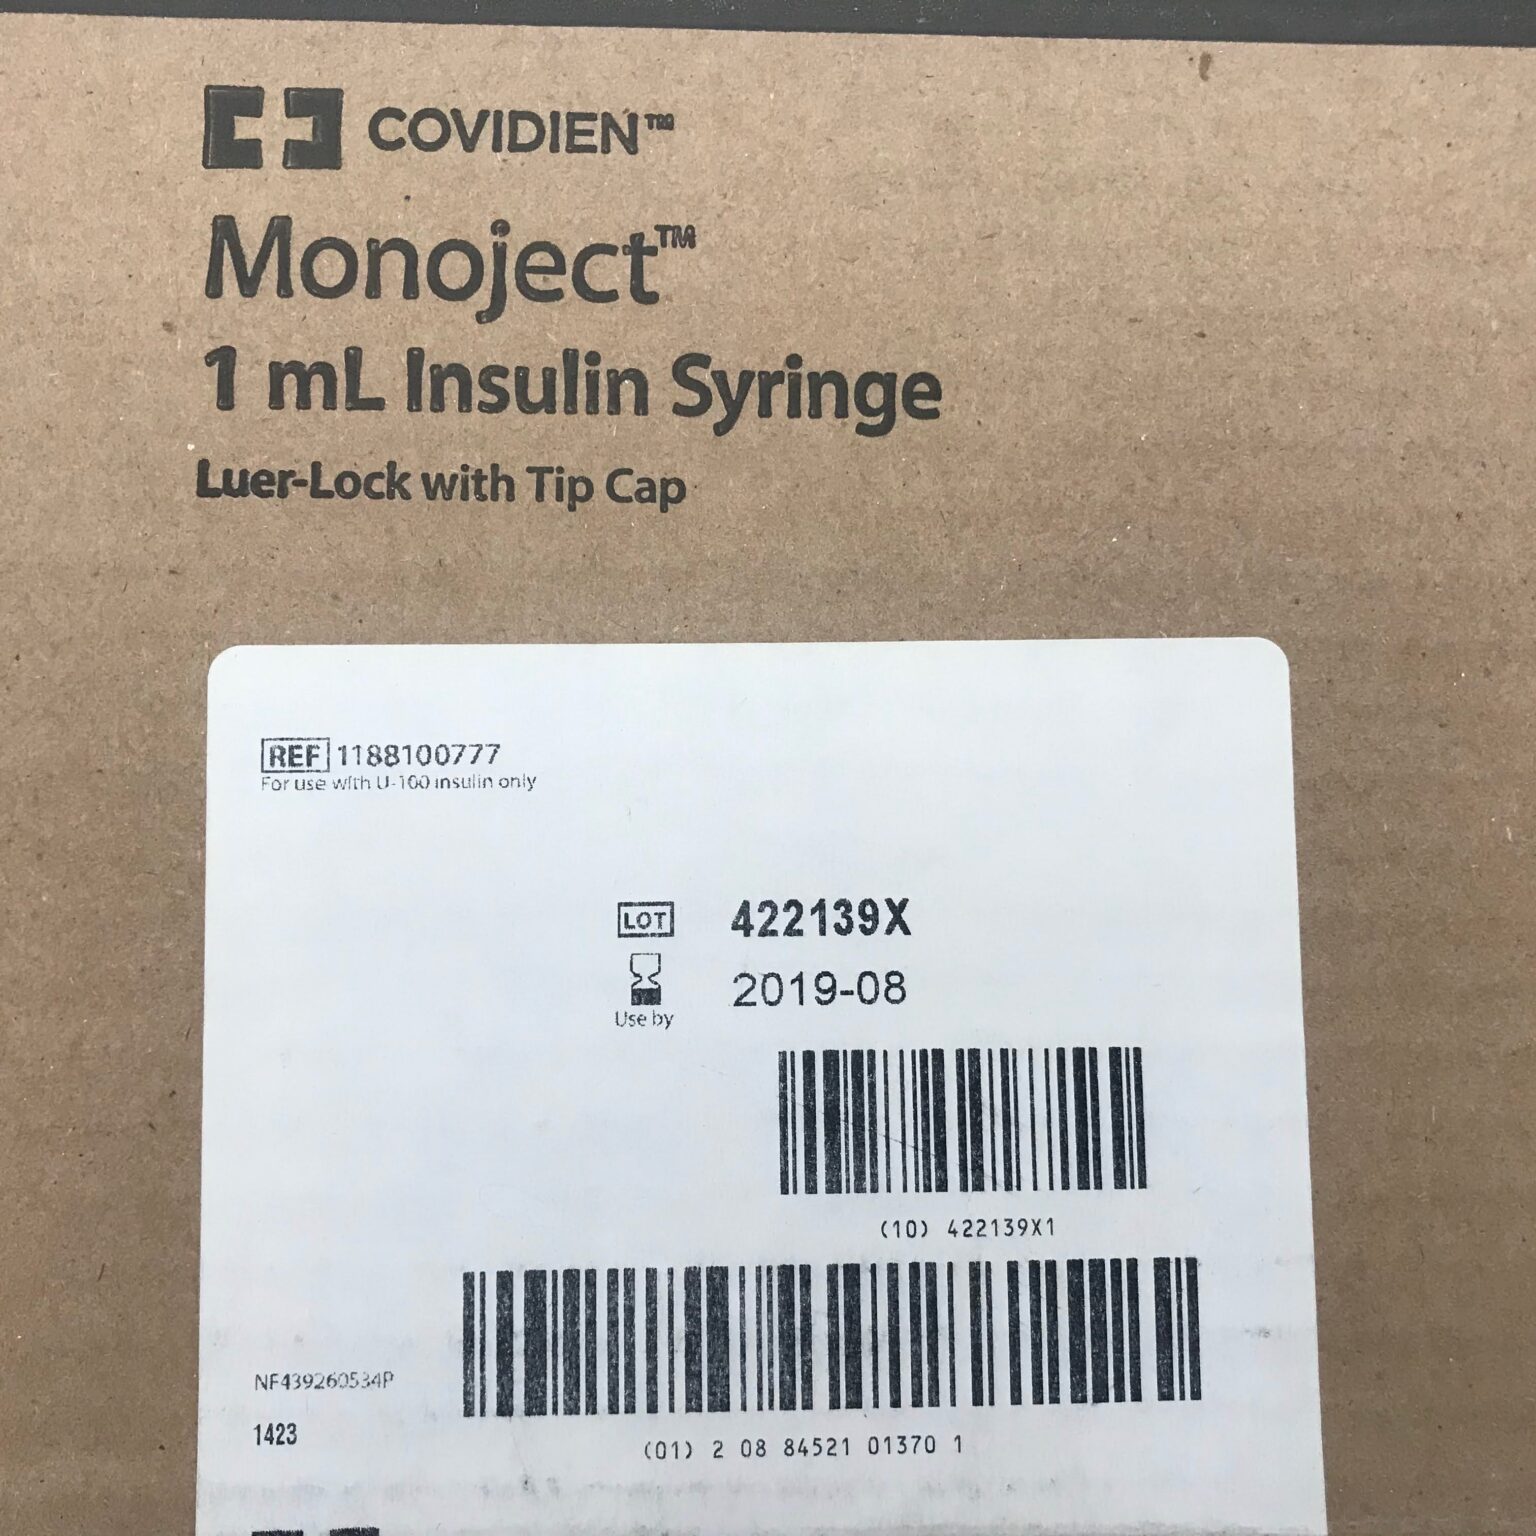 COVIDIEN™
Monoject™
1 mL Insulin Syringe
Luer-Lock with Tip Cap
REF 1188100777
For use with U-100 insulin only
LOT 422139X
2019-08
Use by
(10) 422139X1
(01) 2 08 84521 01370 1
NF439260534P
1423